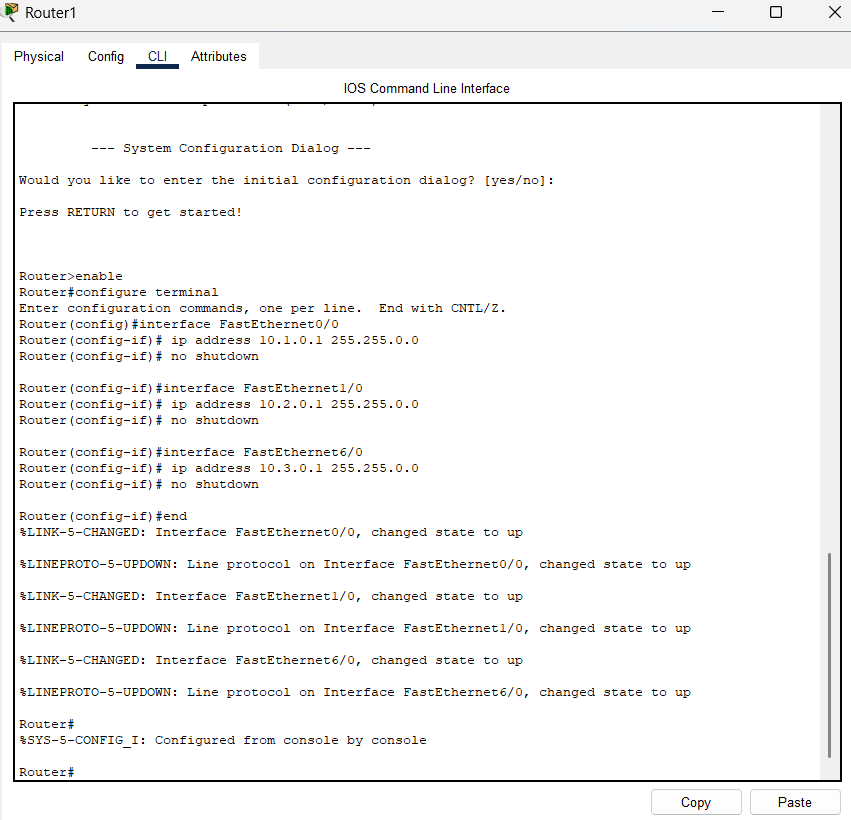 Router1
Physical Config CLI Attributes
IOS Command Line Interface
--- System Configuration Dialog ---
Would you like to enter the initial configuration dialog? [yes/no]:
Press RETURN to get started!
Router>enable
Router#configure terminal
Enter configuration commands, one per line.  End with CNTL/Z.
Router(config)#interface FastEthernet0/0
Router(config-if)# ip address 10.1.0.1 255.255.0.0
Router(config-if)# no shutdown
Router(config-if)#interface FastEthernet1/0
Router(config-if)# ip address 10.2.0.1 255.255.0.0
Router(config-if)# no shutdown
Router(config-if)#interface FastEthernet6/0
Router(config-if)# ip address 10.3.0.1 255.255.0.0
Router(config-if)# no shutdown
Router(config-if)#end
%LINK-5-CHANGED: Interface FastEthernet0/0, changed state to up
%LINEPROTO-5-UPDOWN: Line protocol on Interface FastEthernet0/0, changed state to up
%LINK-5-CHANGED: Interface FastEthernet1/0, changed state to up
%LINEPROTO-5-UPDOWN: Line protocol on Interface FastEthernet1/0, changed state to up
%LINK-5-CHANGED: Interface FastEthernet6/0, changed state to up
%LINEPROTO-5-UPDOWN: Line protocol on Interface FastEthernet6/0, changed state to up
Router#
%SYS-5-CONFIG_I: Configured from console by console
Router#
Copy Paste